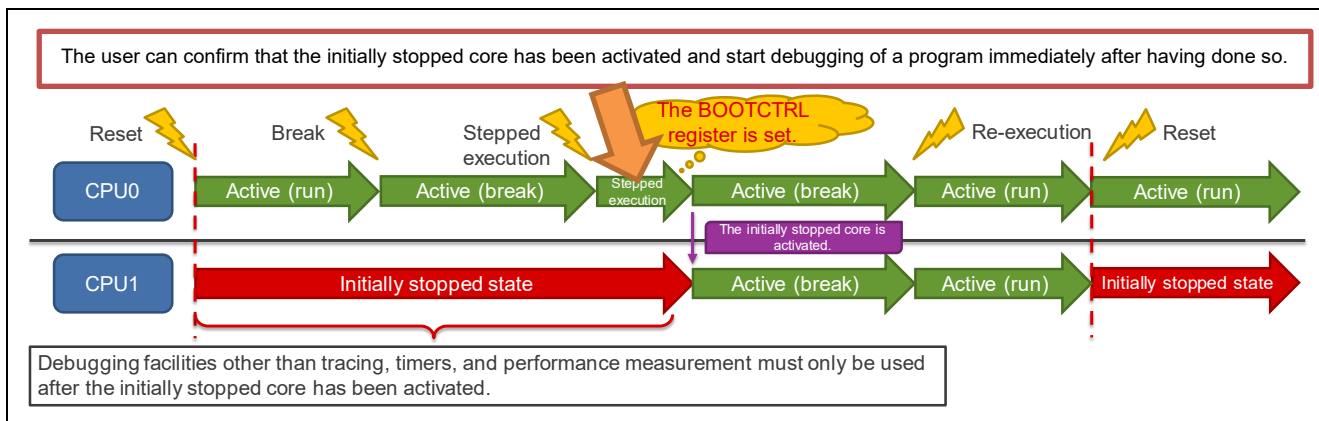 The user can confirm that the initially stopped core has been activated and start debugging of a program immediately after having done so.
The BOOTCTRL
register is set.
Reset
Break
Stepped
execution
Re-execution
Reset
CPU0
Active (run)
Active (break)
Stepped
execution
Active (break)
Active (run)
Active (run)
The initially stopped core is
activated.
CPU1
Initially stopped state
Active (break)
Active (run)
Initially stopped state
Debugging facilities other than tracing, timers, and performance measurement must only be used
after the initially stopped core has been activated.